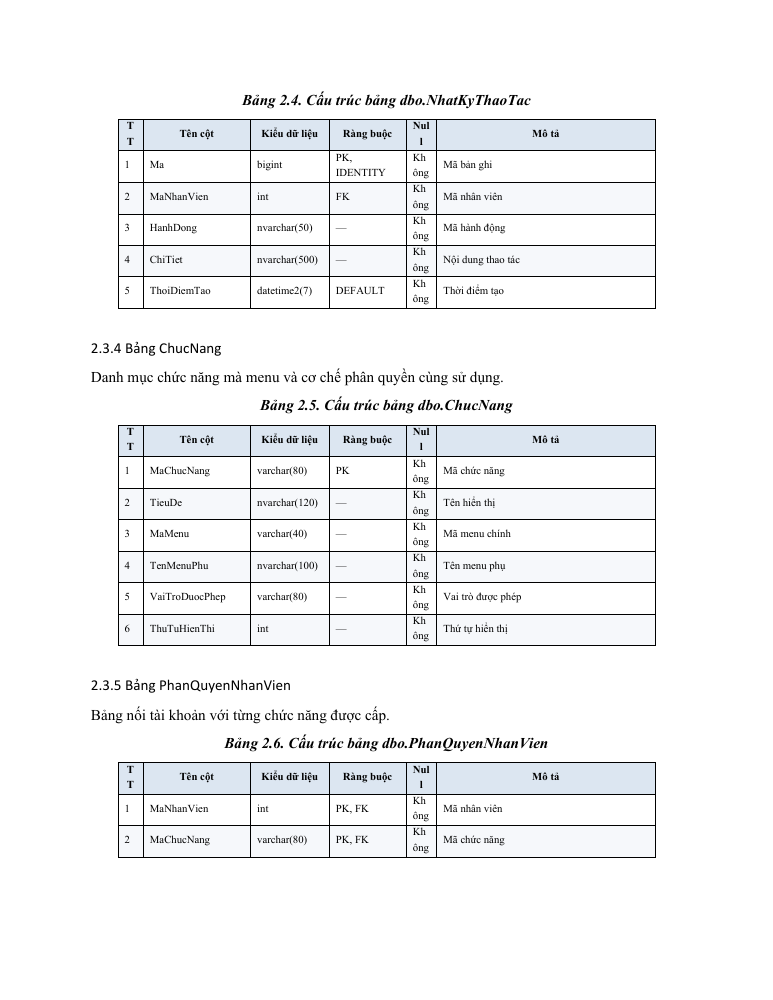 Bảng 2.4. Cấu trúc bảng dbo.NhatKyThaoTac
TT Tên cột Kiểu dữ liệu Ràng buộc Null Mô tả
1 Ma bigint PK, IDENTITY Không Mã bản ghi
2 MaNhanVien int FK Không Mã nhân viên
3 HanhDong nvarchar(50) — Không Mã hành động
4 ChiTiet nvarchar(500) — Không Nội dung thao tác
5 ThoiDiemTao datetime2(7) DEFAULT Không Thời điểm tạo
2.3.4 Bảng ChucNang
Danh mục chức năng mà menu và cơ chế phân quyền cùng sử dụng.
Bảng 2.5. Cấu trúc bảng dbo.ChucNang
TT Tên cột Kiểu dữ liệu Ràng buộc Null Mô tả
1 MaChucNang varchar(80) PK Không Mã chức năng
2 TieuDe nvarchar(120) — Không Tên hiển thị
3 MaMenu varchar(40) — Không Mã menu chính
4 TenMenuPhu nvarchar(100) — Không Tên menu phụ
5 VaiTroDuocPhep varchar(80) — Không Vai trò được phép
6 ThuTuHienThi int — Không Thứ tự hiển thị
2.3.5 Bảng PhanQuyenNhanVien
Bảng nối tài khoản với từng chức năng được cấp.
Bảng 2.6. Cấu trúc bảng dbo.PhanQuyenNhanVien
TT Tên cột Kiểu dữ liệu Ràng buộc Null Mô tả
1 MaNhanVien int PK, FK Không Mã nhân viên
2 MaChucNang varchar(80) PK, FK Không Mã chức năng